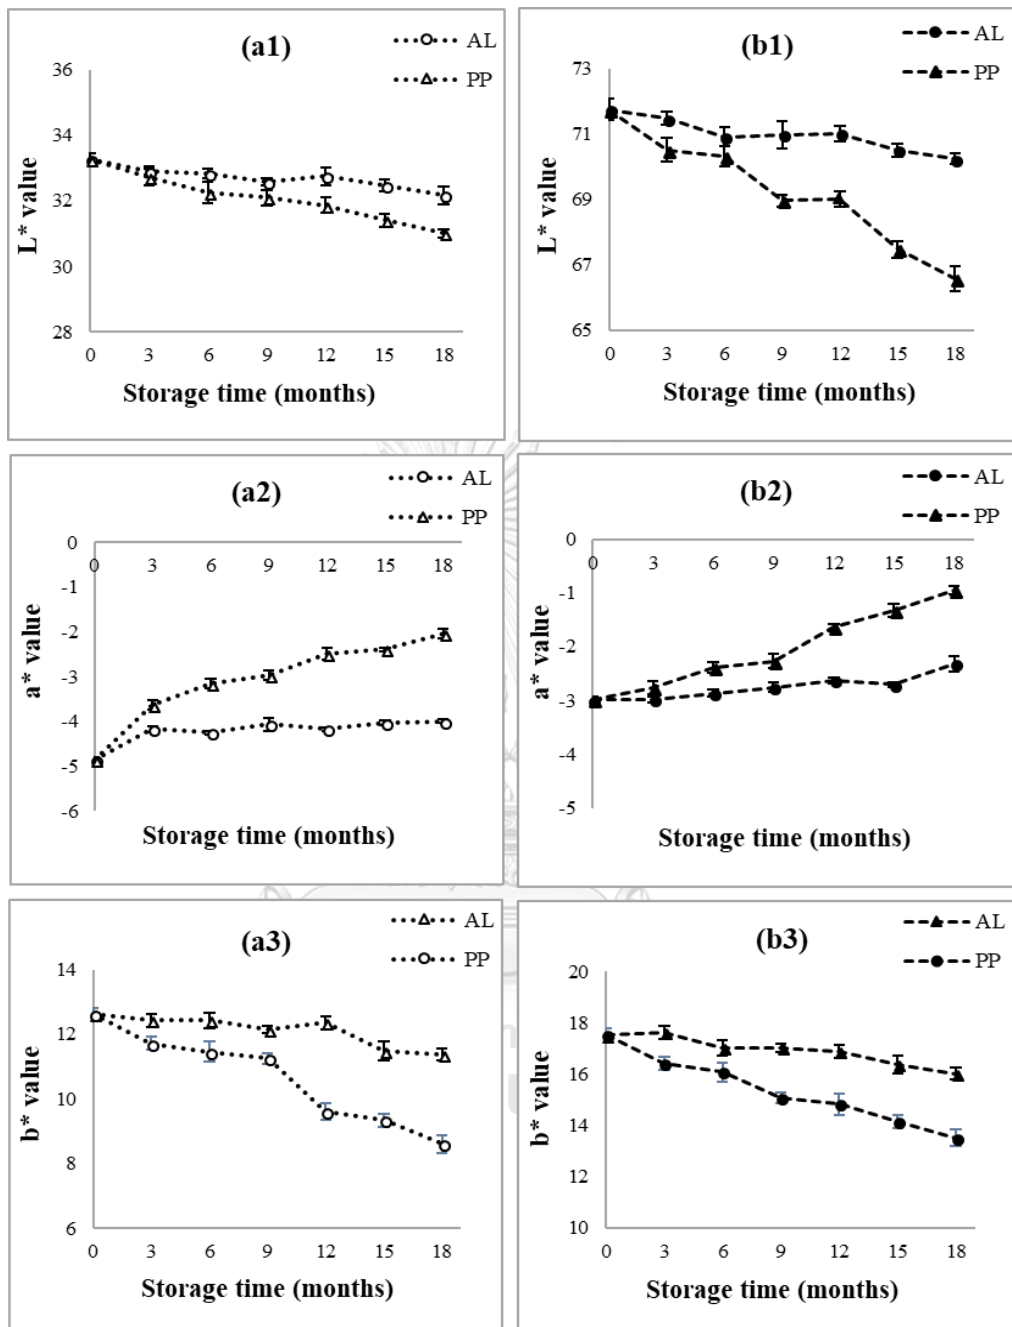 (a1)
AL
PP
36
34
32
30
28
L* value
0 3 6 9 12 15 18
Storage time (months)
(b1)
AL
PP
73
71
69
67
65
L* value
0 3 6 9 12 15 18
Storage time (months)
(a2)
AL
PP
0
-1
-2
-3
-4
-5
-6
a* value
0 3 6 9 12 15 18
Storage time (months)
(b2)
AL
PP
0
-1
-2
-3
-4
-5
a* value
0 3 6 9 12 15 18
Storage time (months)
(a3)
AL
PP
14
12
10
8
6
b* value
0 3 6 9 12 15 18
Storage time (months)
(b3)
AL
PP
20
18
16
14
12
10
b* value
0 3 6 9 12 15 18
Storage time (months)